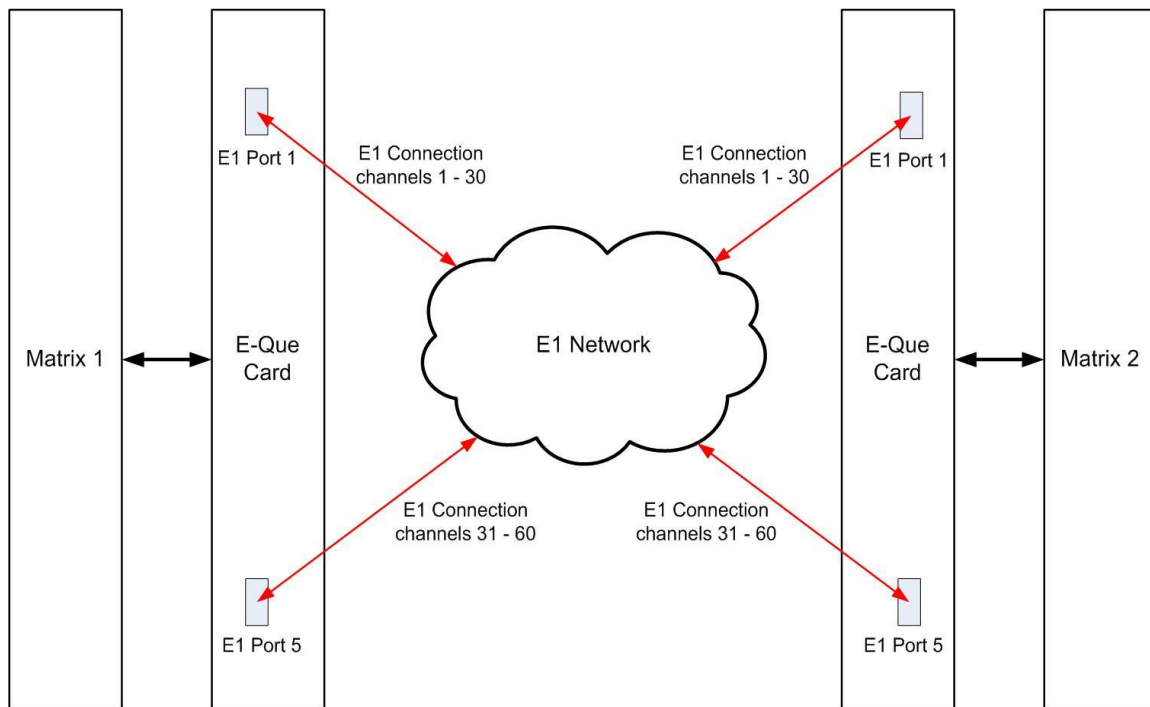 E1 Port 1
E1 Connection
channels 1 - 30
E1 Connection
channels 1 - 30
E1 Port 1
Matrix 1
E-Que
Card
E1 Network
E-Que
Card
Matrix 2
E1 Connection
channels 31 - 60
E1 Connection
channels 31 - 60
E1 Port 5
E1 Port 5